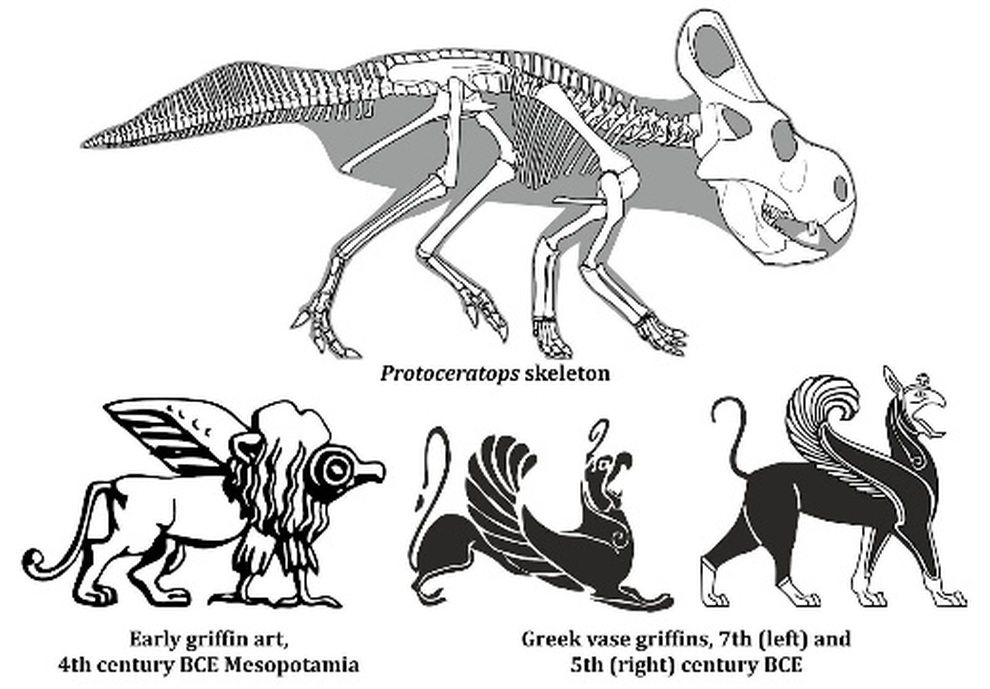 Protoceratops skeleton
Early griffin art,
4th century BCE Mesopotamia
Greek vase griffins, 7th (left) and
5th (right) century BCE